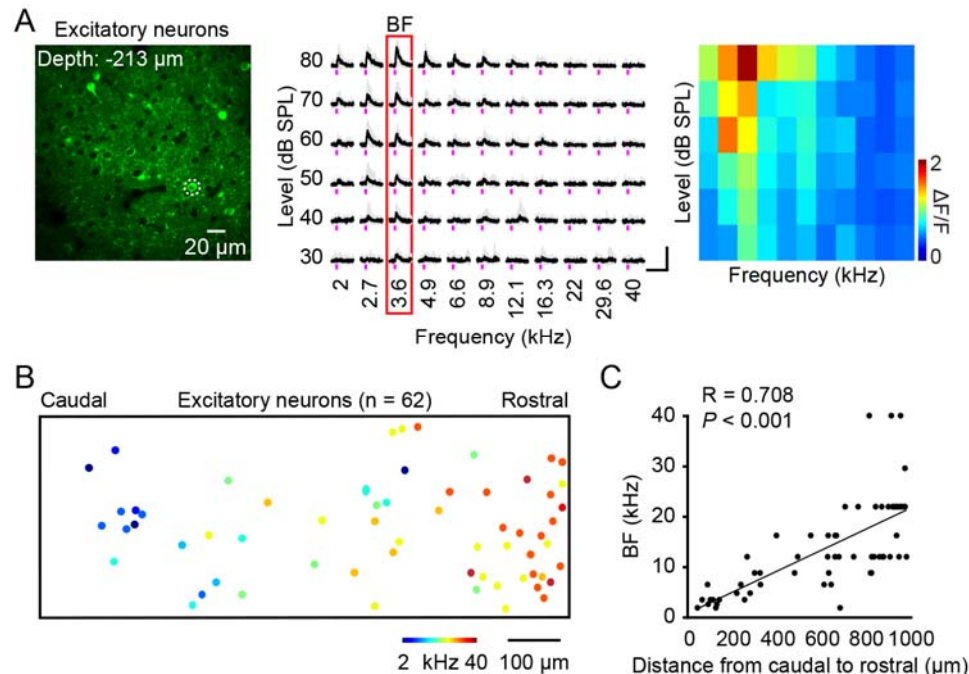 A
Excitatory neurons
Depth: -213 µm
20 µm
BF
Level (dB SPL)
80
70
60
50
40
30
2
2.7
3.6
4.9
6.6
8.9
12.1
16.3
22
29.6
40
Frequency (kHz)
Level (dB SPL)
Frequency (kHz)
2
0
ΔF/F
B
Caudal
Excitatory neurons (n = 62)
Rostral
2 kHz 40
100 µm
C
R = 0.708
P < 0.001
BF (kHz)
40
30
20
10
0
0 200 400 600 800 1000
Distance from caudal to rostral (µm)